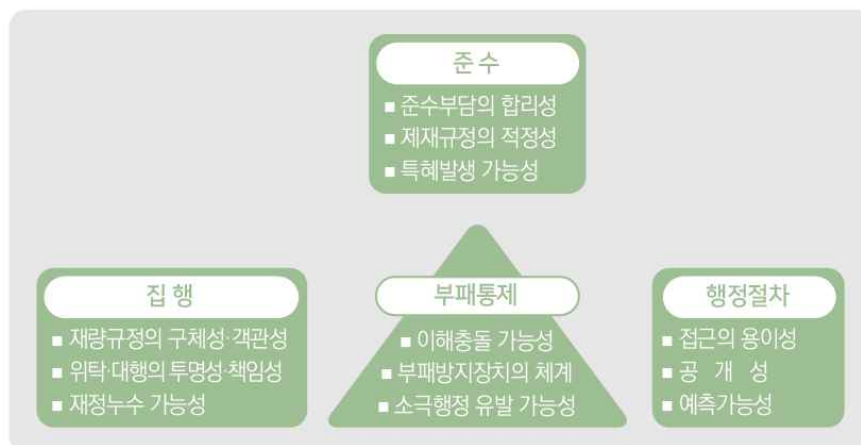 준 수
■ 준수부담의 합리성
■ 제재규정의 적정성
■ 특혜발생 가능성
집 행
■ 재량규정의 구체성·객관성
■ 위탁·대행의 투명성·책임성
■ 재정누수 가능성
부패통제
■ 이해충돌 가능성
■ 부패방지장치의 체계
■ 소극행정 유발 가능성
행정절차
■ 접근의 용이성
■ 공 개 성
■ 예측가능성